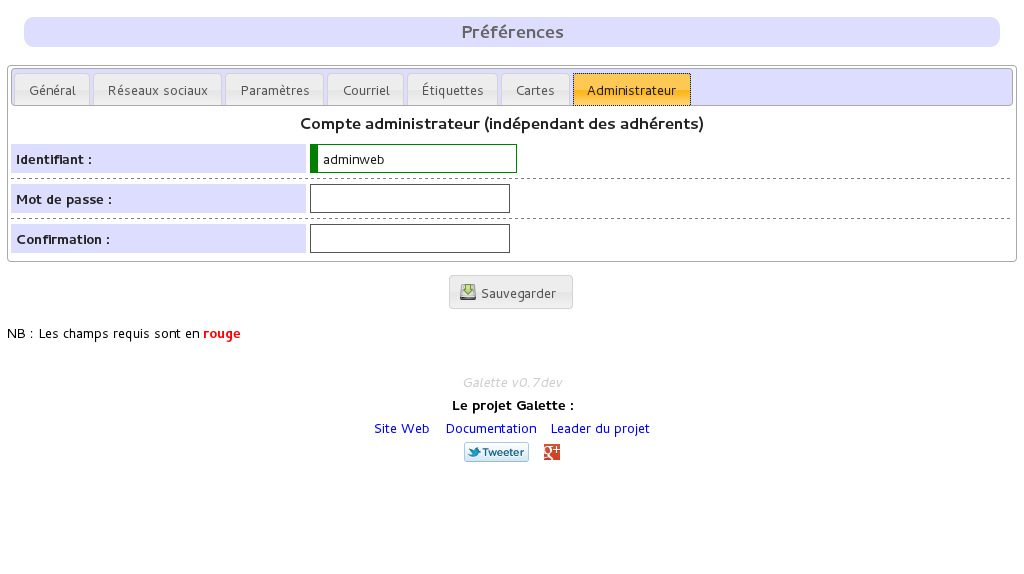 Préférences
Général Réseaux sociaux Paramètres Courriel Étiquettes Cartes Administrateur
Compte administrateur (indépendant des adhérents)
Identifiant : adminweb
Mot de passe :
Confirmation :
Sauvegarder
NB : Les champs requis sont en rouge
Galette v0.7dev
Le projet Galette :
Site Web Documentation Leader du projet
Tweeter g+